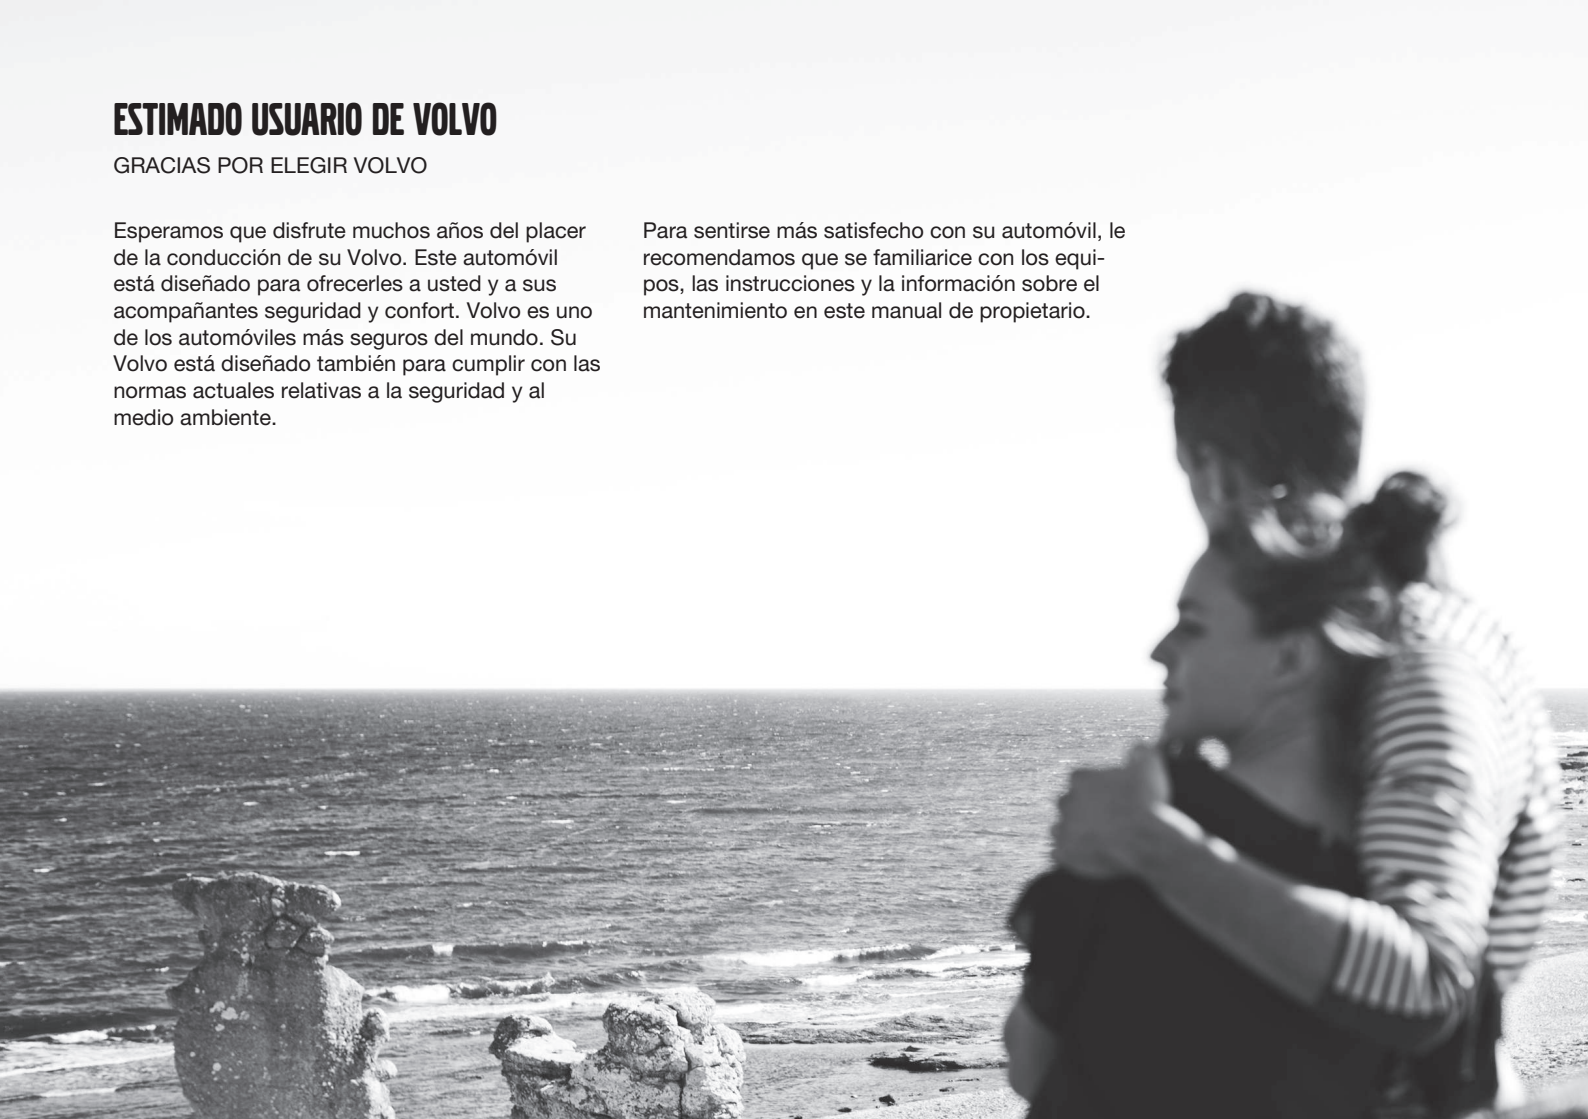 ESTIMADO USUARIO DE VOLVO
GRACIAS POR ELEGIR VOLVO
Esperamos que disfrute muchos años del placer
de la conducción de su Volvo. Este automóvil
está diseñado para ofrecerles a usted y a sus
acompañantes seguridad y confort. Volvo es uno
de los automóviles más seguros del mundo. Su
Volvo está diseñado también para cumplir con las
normas actuales relativas a la seguridad y al
medio ambiente.
Para sentirse más satisfecho con su automóvil, le
recomendamos que se familiarice con los equi-
pos, las instrucciones y la información sobre el
mantenimiento en este manual de propietario.